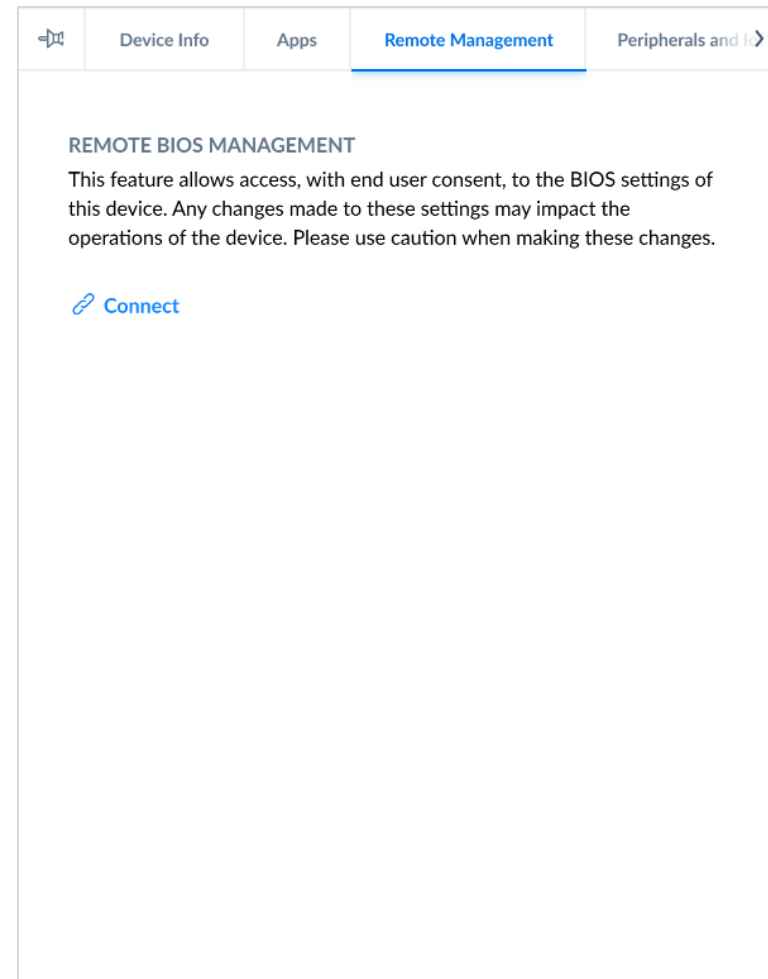 Device Info
Apps
Remote Management
Peripherals and
REMOTE BIOS MANAGEMENT
This feature allows access, with end user consent, to the BIOS settings of
this device. Any changes made to these settings may impact the
operations of the device. Please use caution when making these changes.
Connect